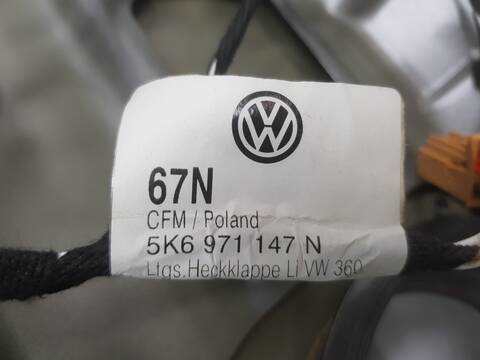 67N
CFM / Poland
5K6 971 147 N
Ltgs.Heckklappe Li VW 360